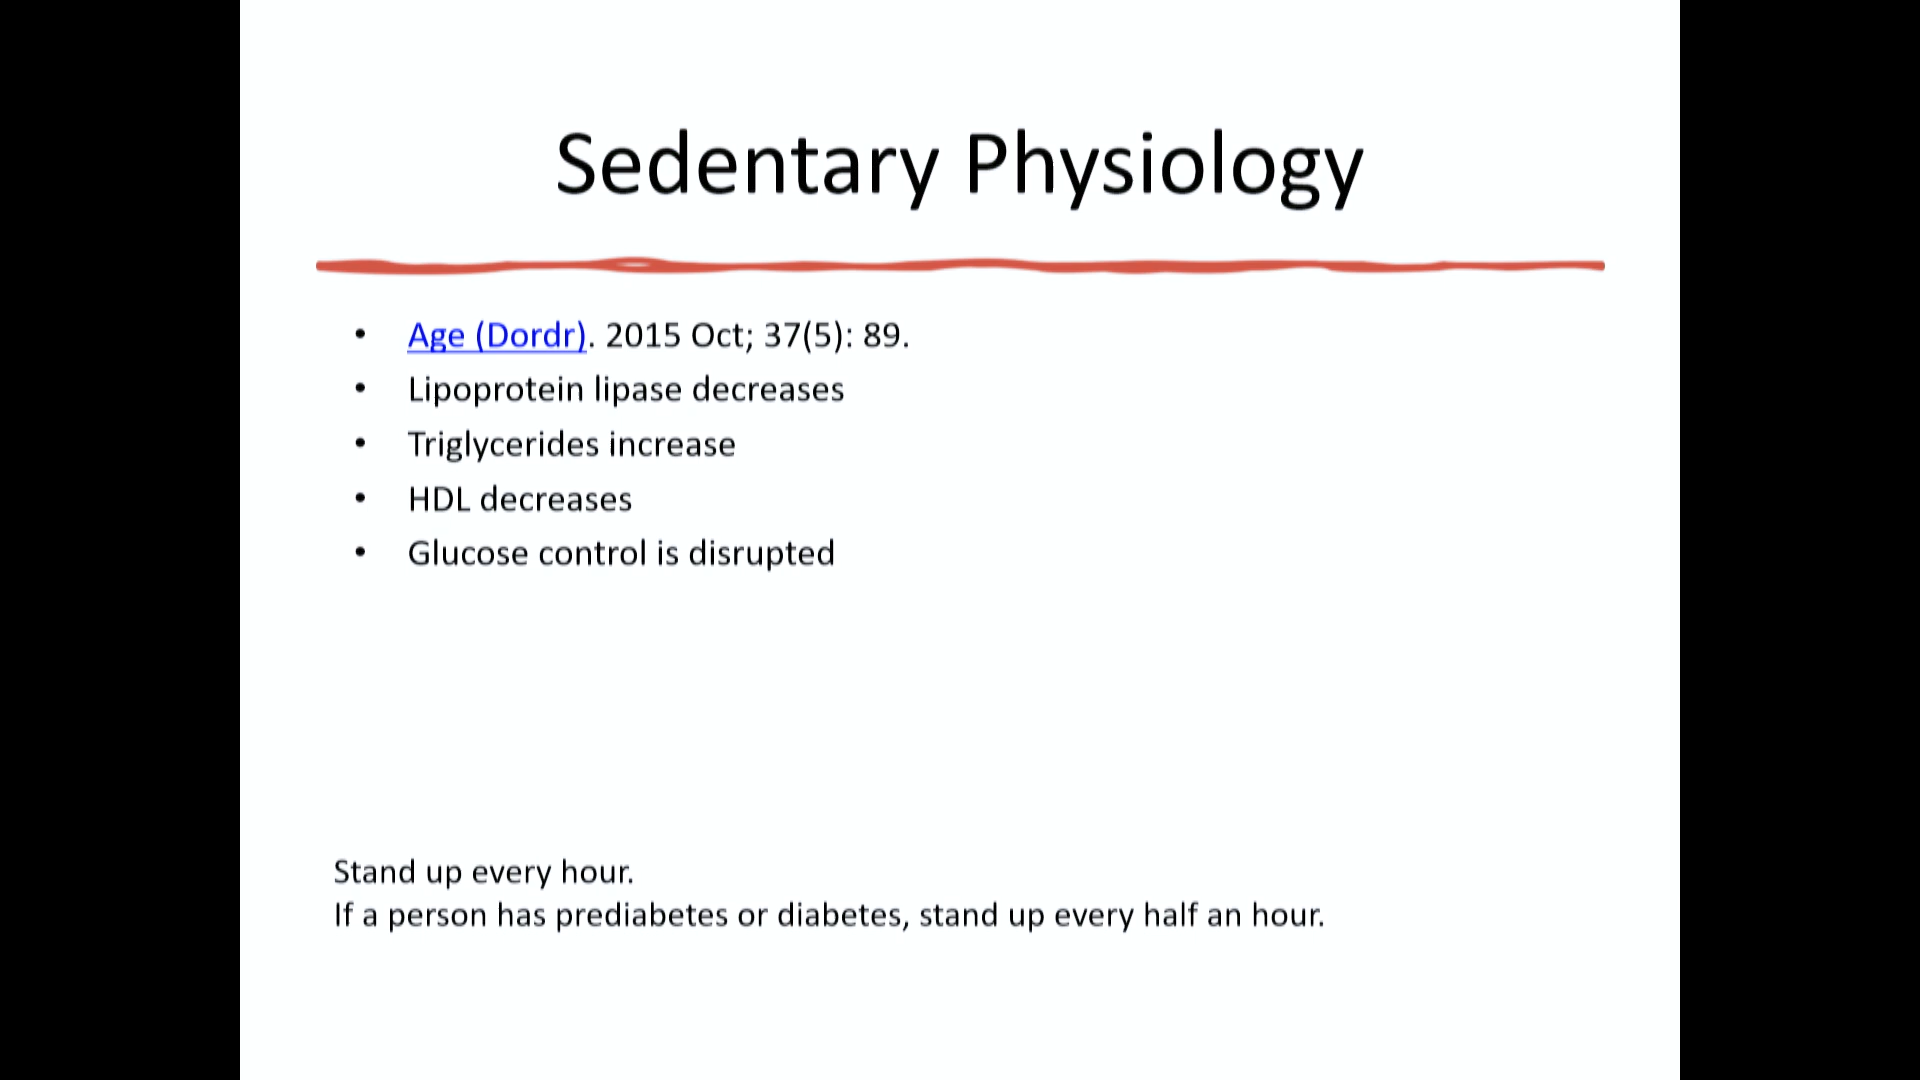 Sedentary Physiology
• Age (Dordr). 2015 Oct; 37(5): 89.
• Lipoprotein lipase decreases
• Triglycerides increase
• HDL decreases
• Glucose control is disrupted
Stand up every hour.
If a person has prediabetes or diabetes, stand up every half an hour.